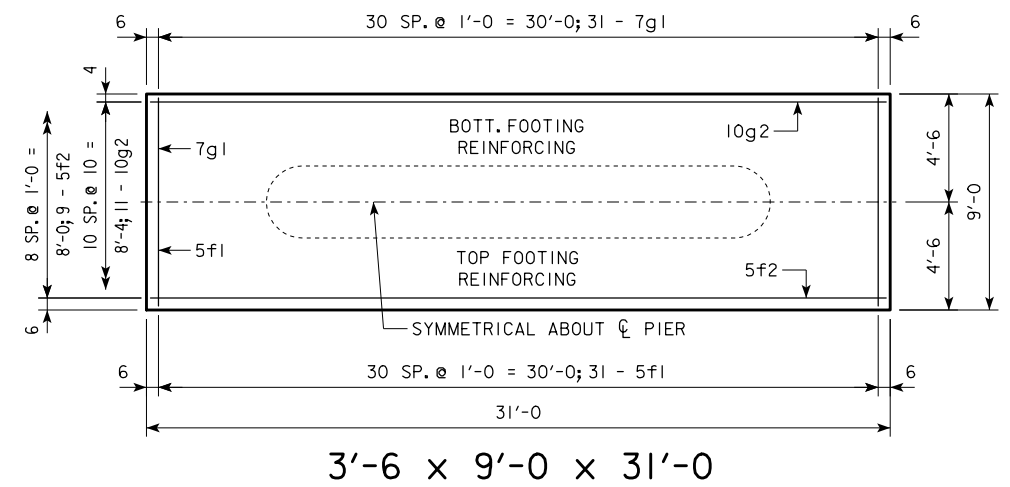 30 SP. @ 1'-0 = 30'-0; 31 - 7g1
6
6
4
BOTT. FOOTING
REINFORCING
10g2
7g1
8 SP. @ 1'-0 =
8'-0; 9 - 5f2
10 SP. @ 10 =
8'-4; 11 - 10g2
4'-6
9'-0
4'-6
5f1
TOP FOOTING
REINFORCING
5f2
6
SYMMETRICAL ABOUT ℄ PIER
6
30 SP. @ 1'-0 = 30'-0; 31 - 5f1
6
31'-0
3'-6 x 9'-0 x 31'-0